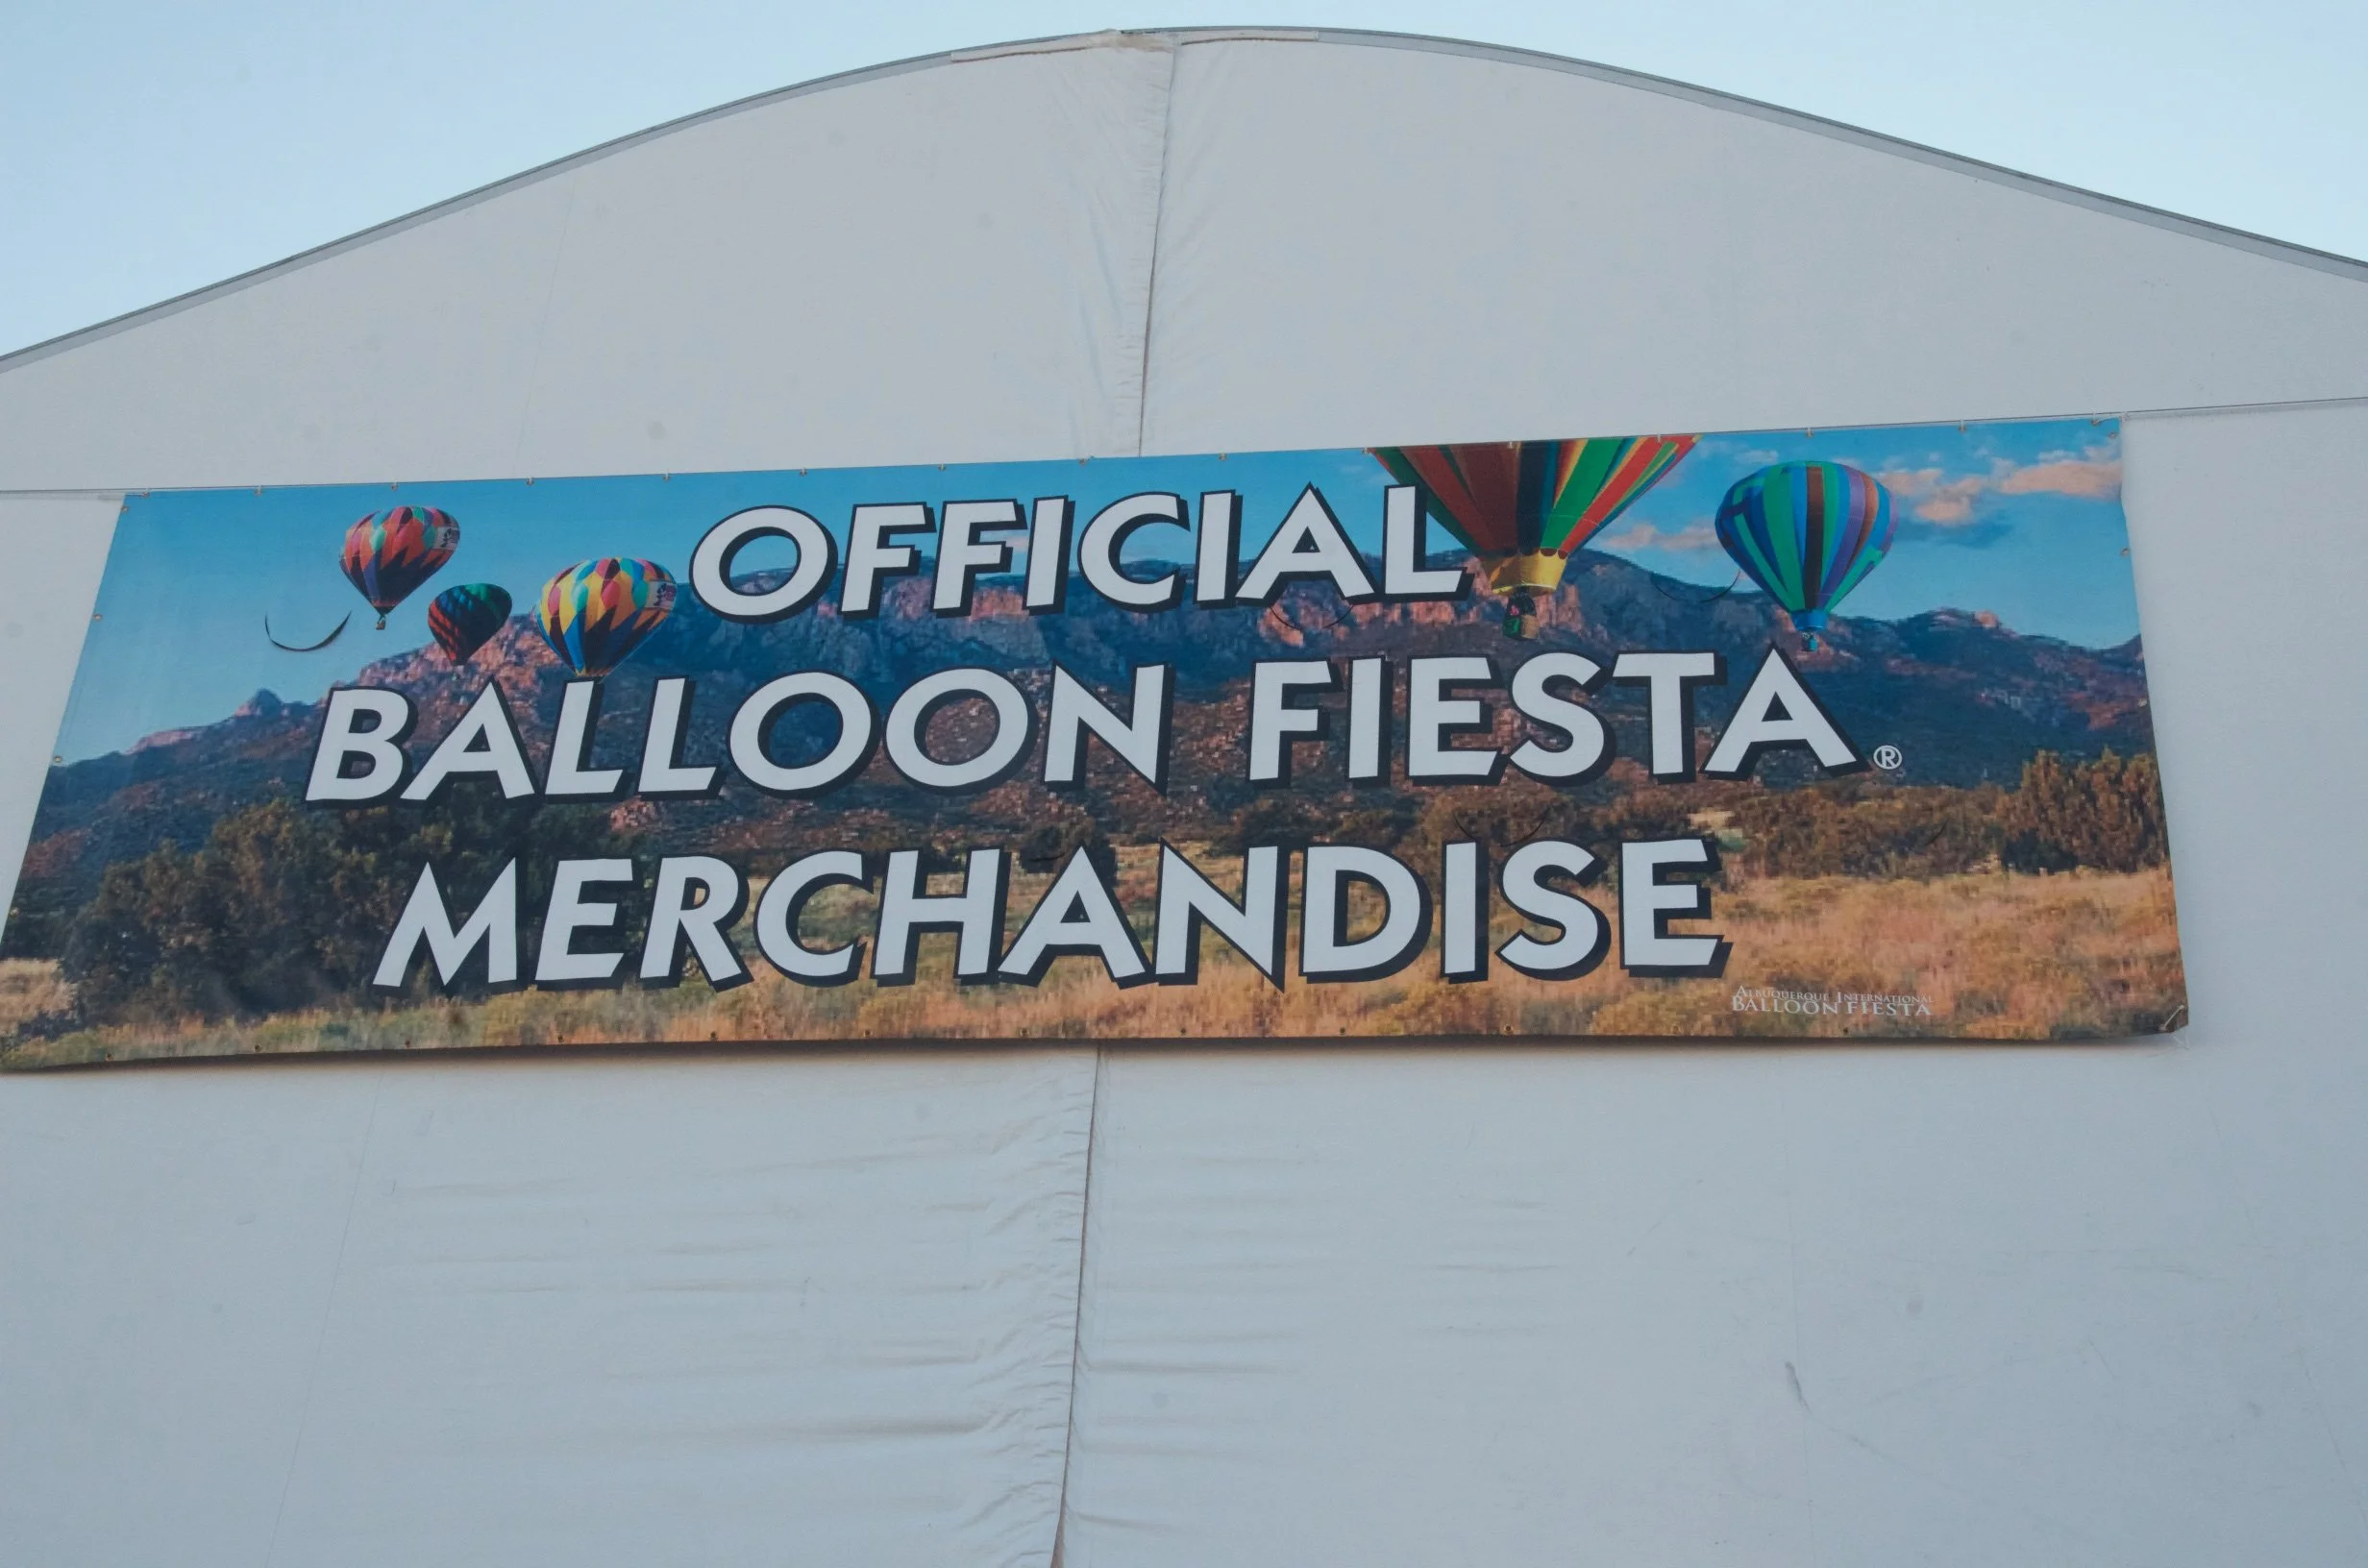 OFFICIAL
BALLOON FIESTA®
MERCHANDISE
ALBUQUERQUE INTERNATIONAL
BALLOON FIESTA